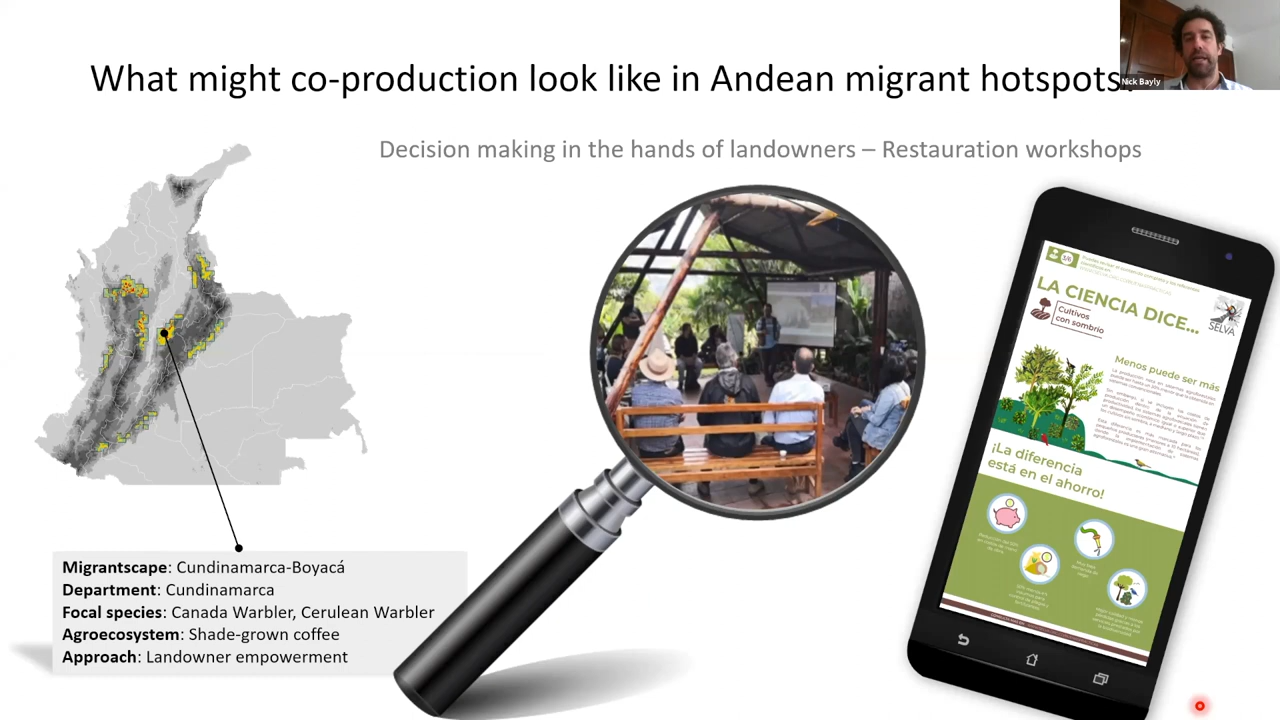 What might co-production look like in Andean migrant hotspots
Nick Bayly
Decision making in the hands of landowners – Restauration workshops
Migrantscape: Cundinamarca-Boyacá
Department: Cundinamarca
Focal species: Canada Warbler, Cerulean Warbler
Agroecosystem: Shade-grown coffee
Approach: Landowner empowerment
LA CIENCIA DICE...
SELVA
Cultivos
con sombrío
Menos puede ser más
¡La diferencia
está en el ahorro!